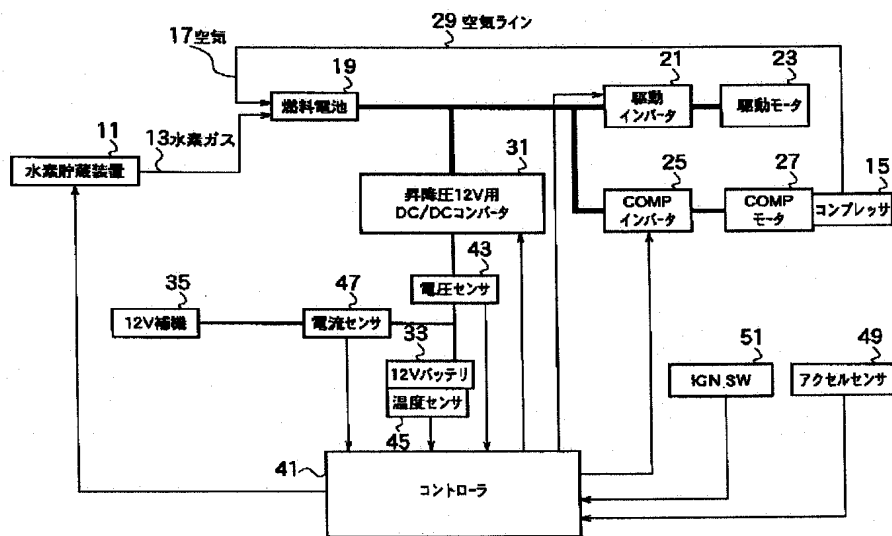 29 空気ライン
17空気
19
燃料電池
21
駆動
インバータ
23
駆動モータ
11
水素貯蔵装置
13水素ガス
31
昇降圧12V用
DC/DCコンバータ
25
COMP
インバータ
27
COMP
モータ
15
コンプレッサ
43
電圧センサ
35
12V補機
47
電流センサ
33
12Vバッテリ
温度センサ
45
51
IGN.SW
49
アクセルセンサ
41
コントローラ